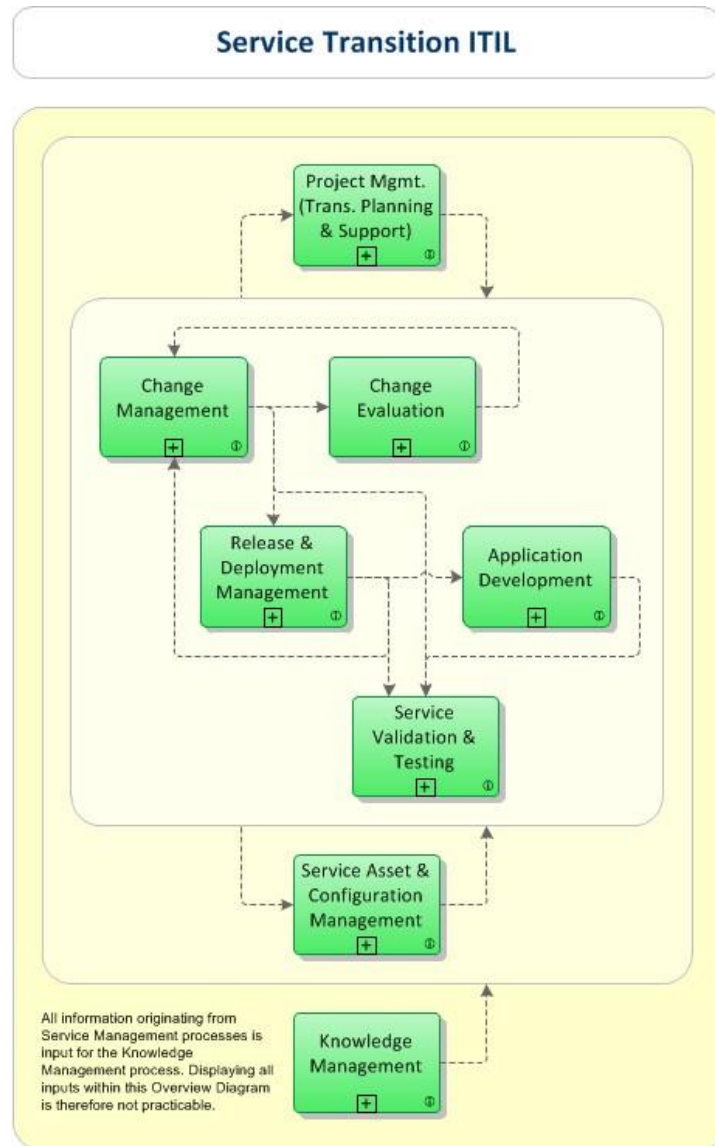 Service Transition ITIL
Project Mgmt.
(Trans. Planning
& Support)
Change
Management
Change
Evaluation
Release &
Deployment
Management
Application
Development
Service
Validation &
Testing
Service Asset &
Configuration
Management
All information originating from
Service Management processes is
input for the Knowledge
Management process. Displaying all
inputs within this Overview Diagram
is therefore not practicable.
Knowledge
Management